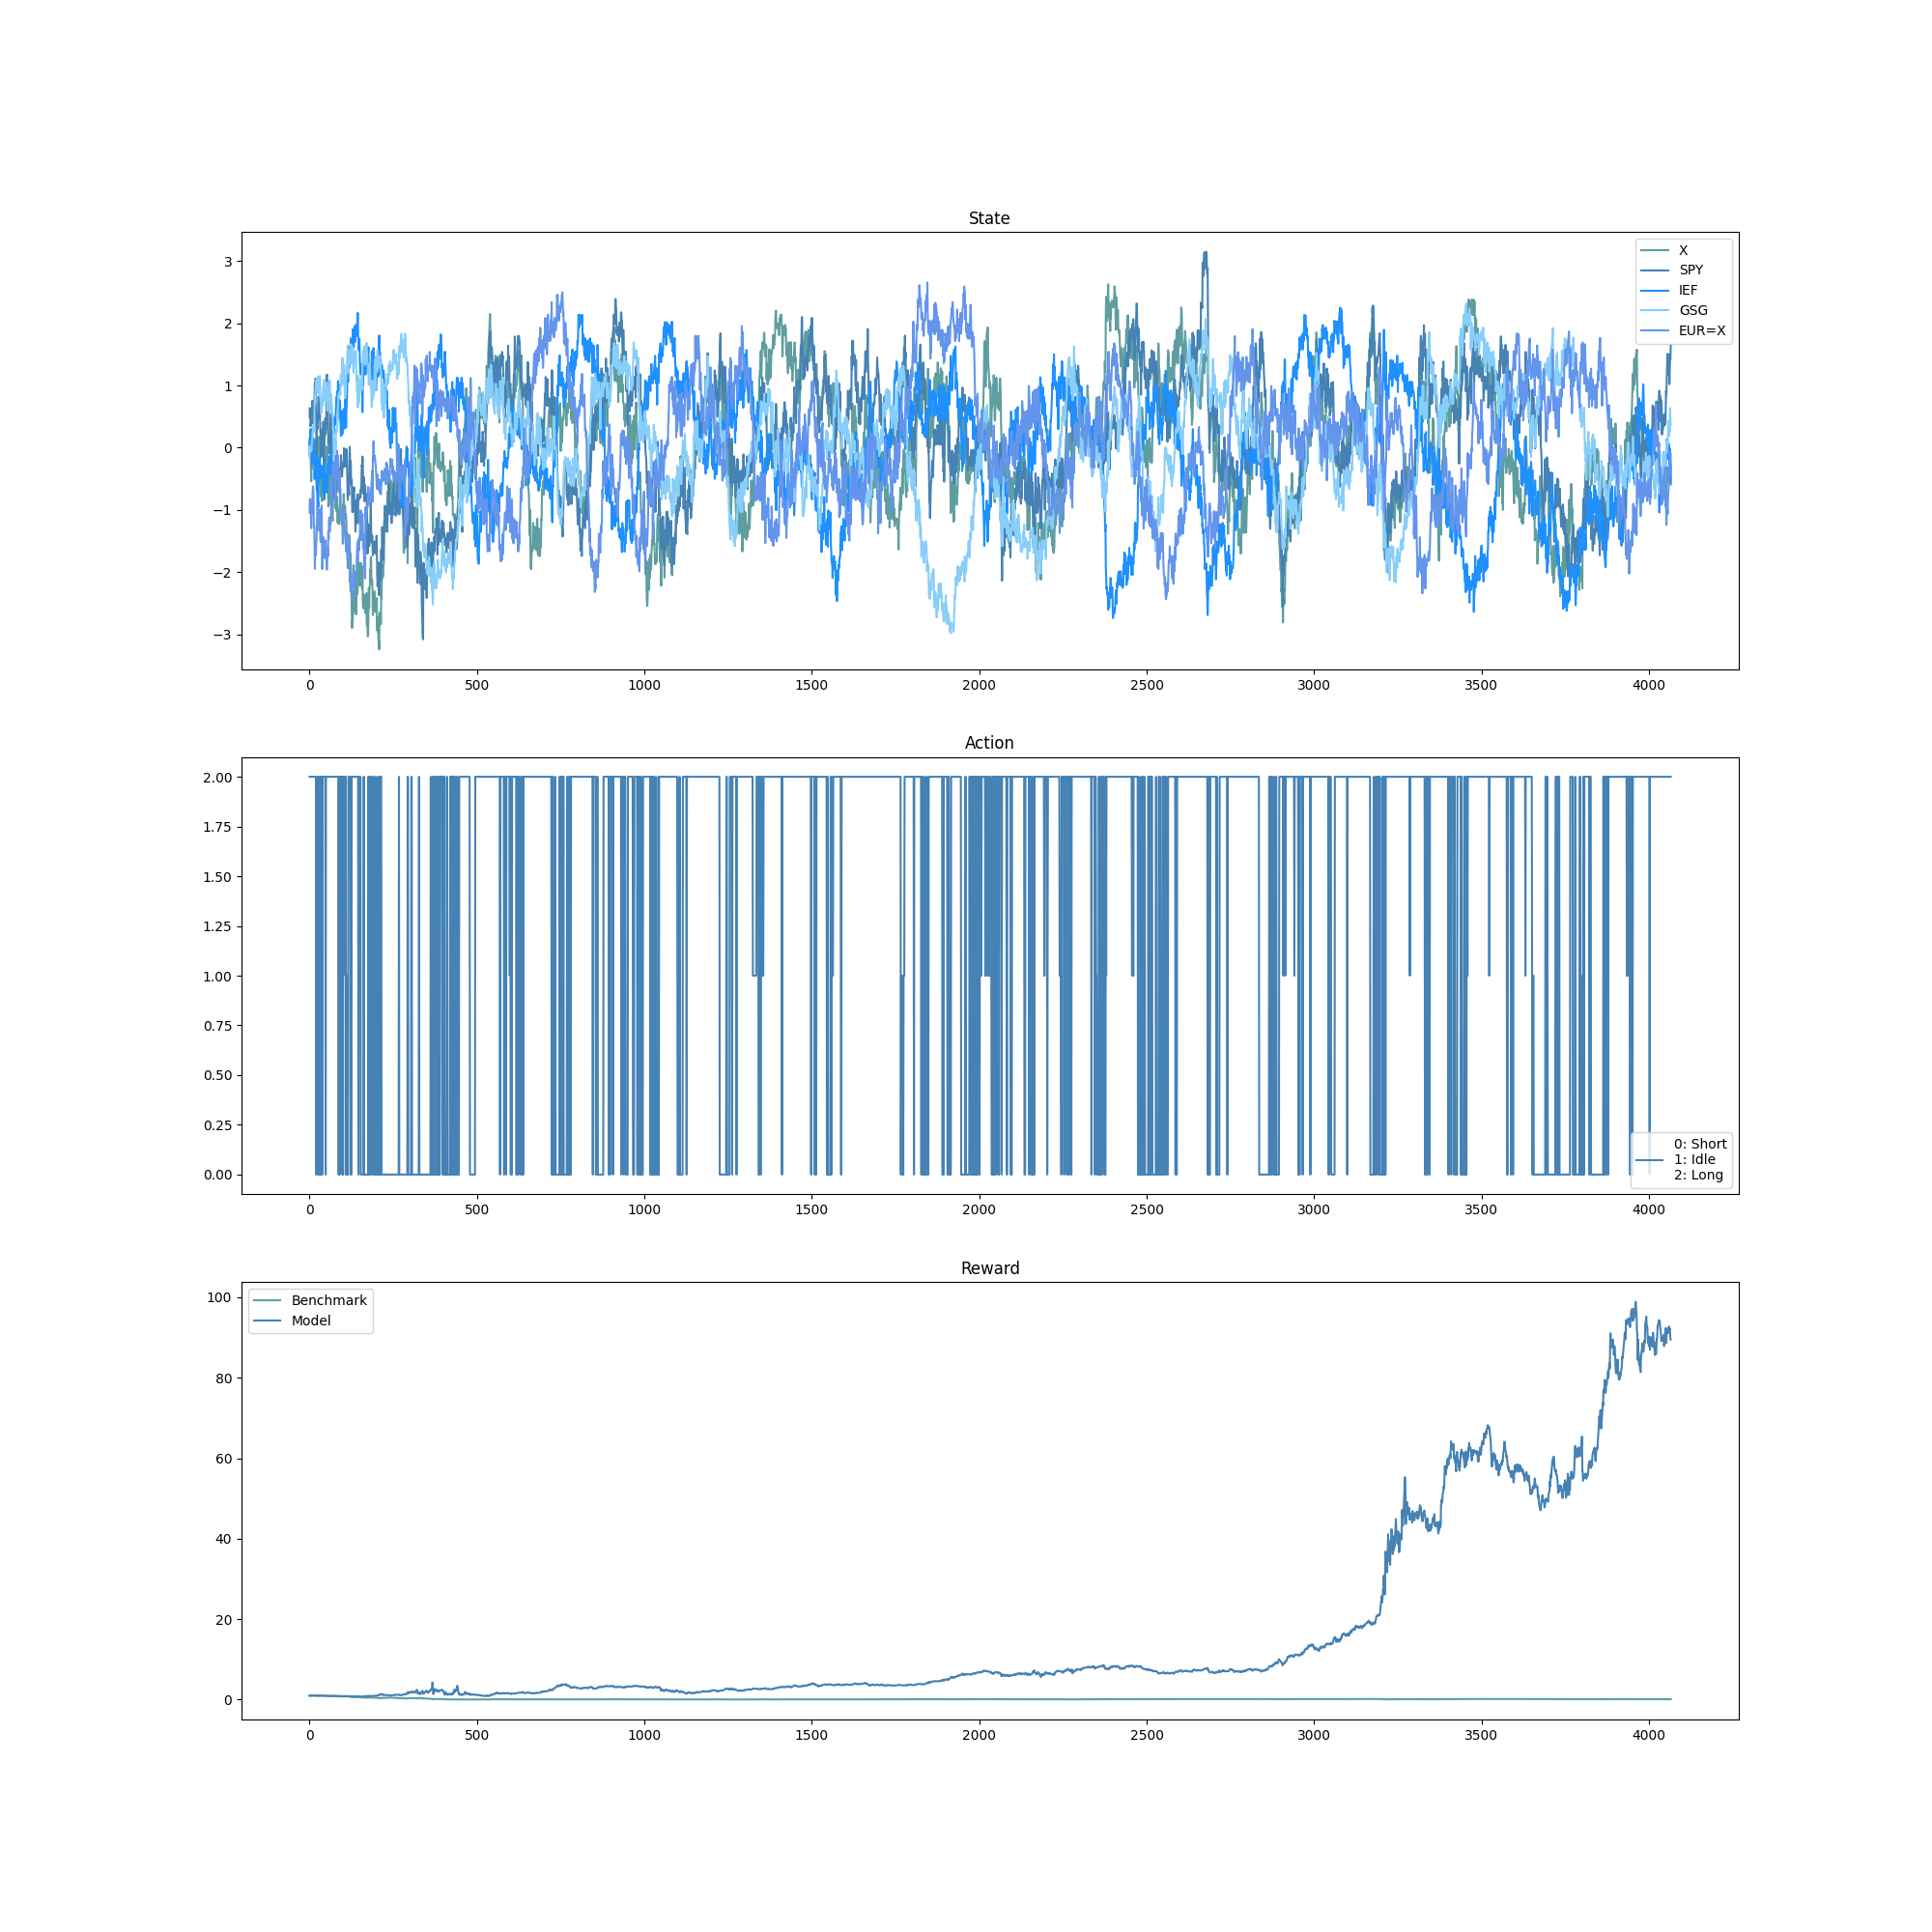 State
3
2
1
0
−1
−2
−3
X
SPY
IEF
GSG
EUR=X
0 500 1000 1500 2000 2500 3000 3500 4000
Action
2.00
1.75
1.50
1.25
1.00
0.75
0.50
0.25
0.00
0: Short
1: Idle
2: Long
0 500 1000 1500 2000 2500 3000 3500 4000
Reward
100
80
60
40
20
0
Benchmark
Model
0 500 1000 1500 2000 2500 3000 3500 4000